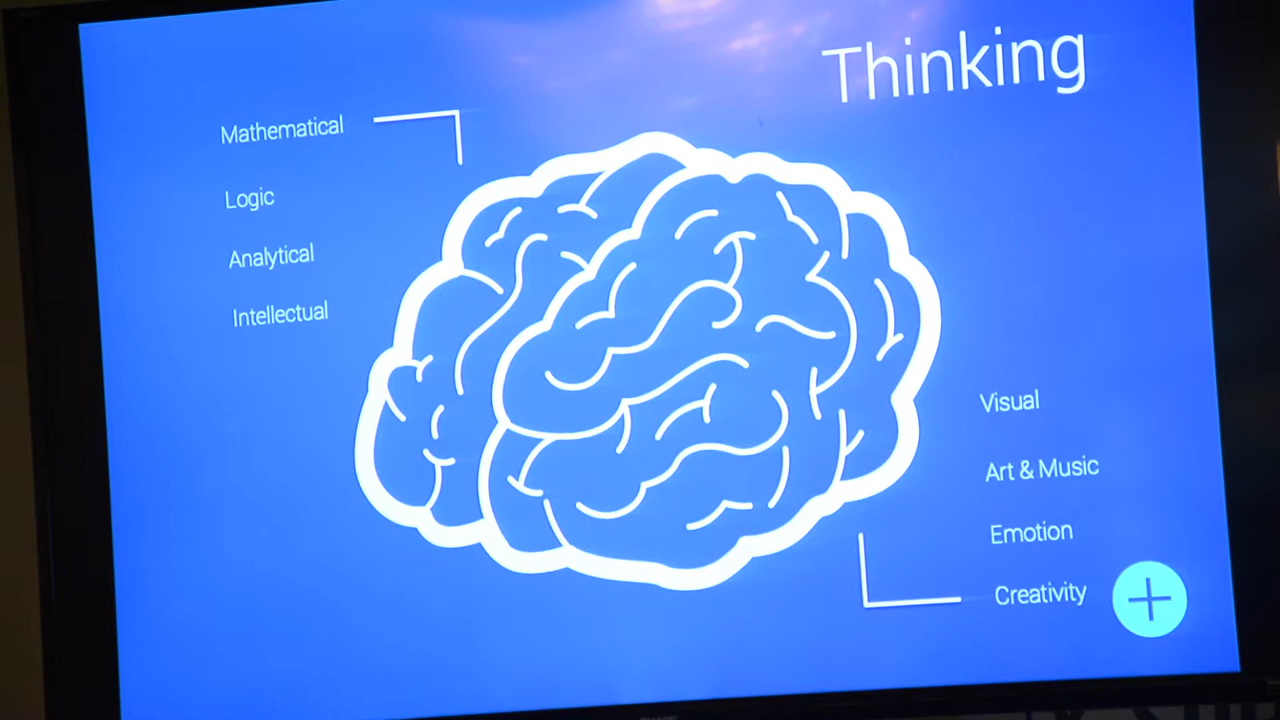 Thinking
Mathematical
Logic
Analytical
Intellectual
Visual
Art & Music
Emotion
Creativity